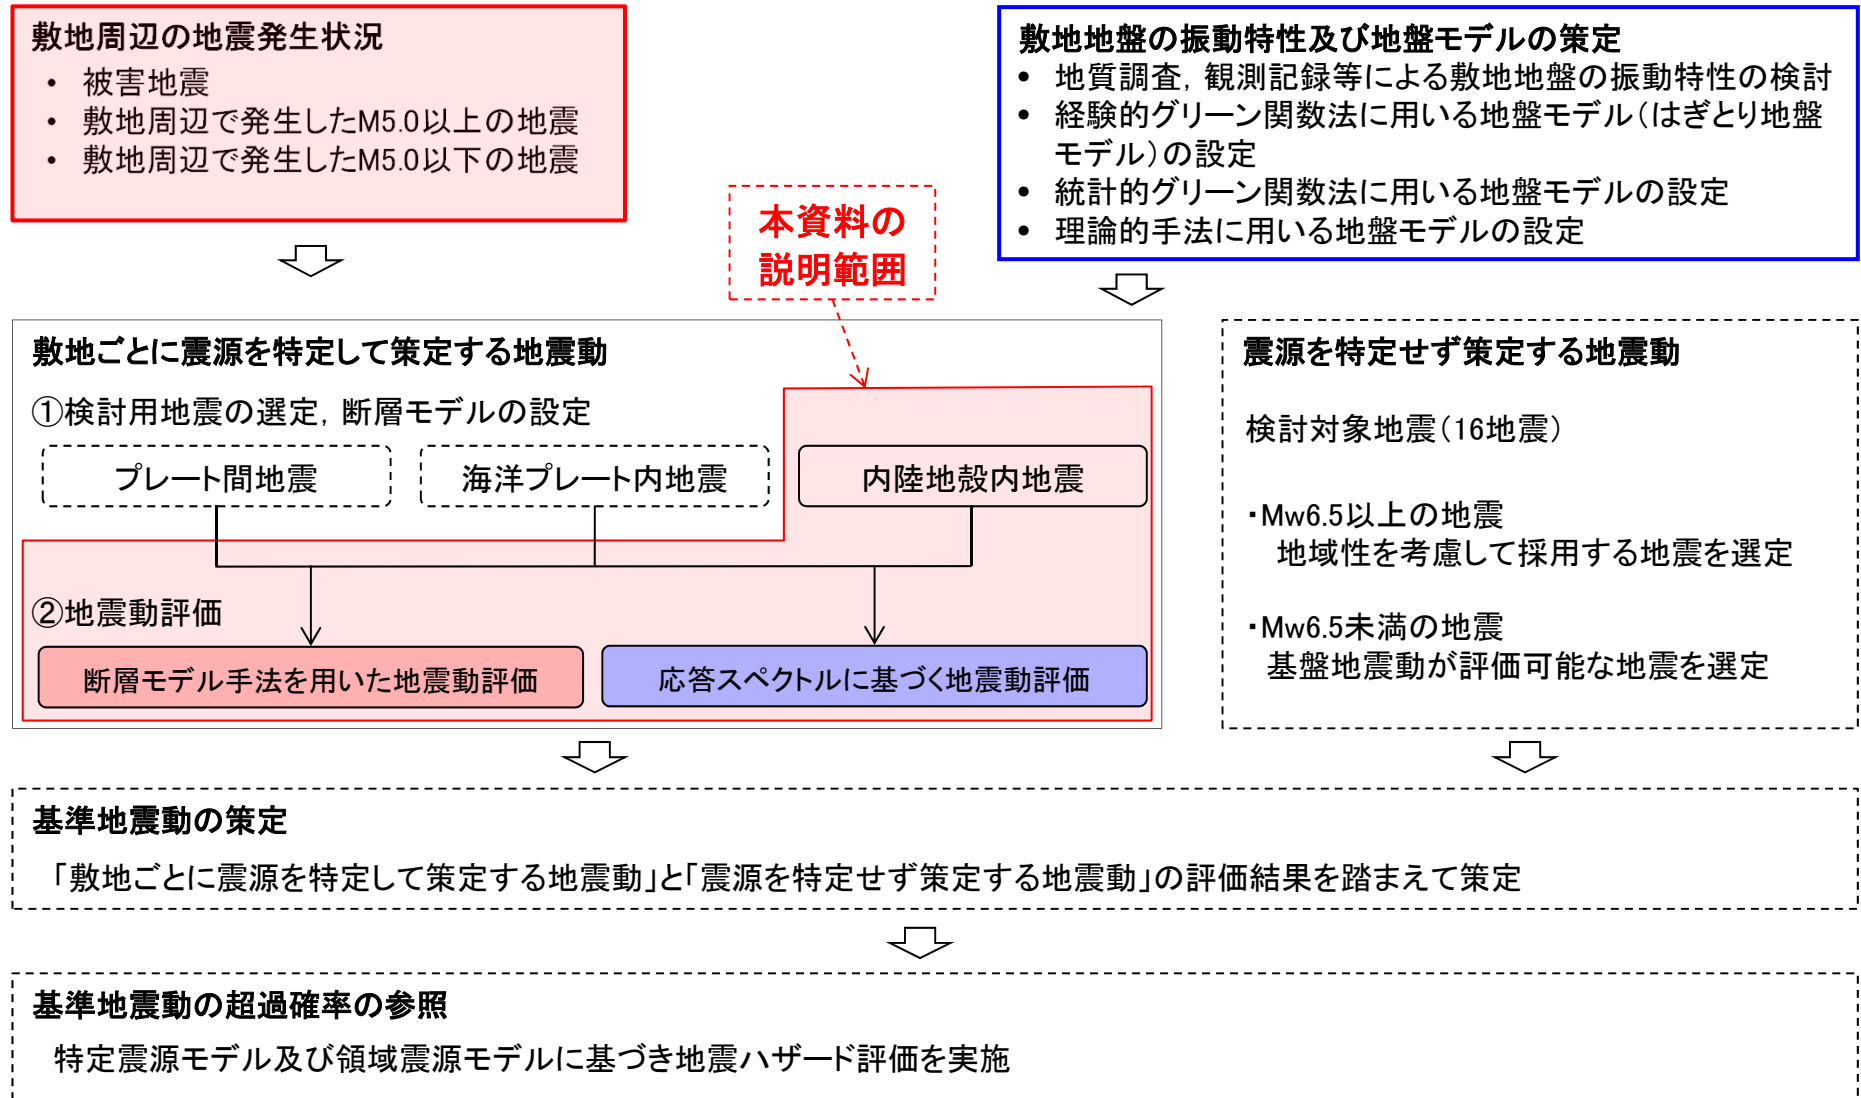 敷地周辺の地震発生状況
• 被害地震
• 敷地周辺で発生したM5.0以上の地震
• 敷地周辺で発生したM5.0以下の地震
敷地地盤の振動特性及び地盤モデルの策定
• 地質調査，観測記録等による敷地地盤の振動特性の検討
• 経験的グリーン関数法に用いる地盤モデル（はぎとり地盤
モデル）の設定
• 統計的グリーン関数法に用いる地盤モデルの設定
• 理論的手法に用いる地盤モデルの設定
本資料の
説明範囲
敷地ごとに震源を特定して策定する地震動
①検討用地震の選定，断層モデルの設定
プレート間地震
海洋プレート内地震
内陸地殻内地震
②地震動評価
断層モデル手法を用いた地震動評価
応答スペクトルに基づく地震動評価
震源を特定せず策定する地震動
検討対象地震（16地震）
・Mw6.5以上の地震
地域性を考慮して採用する地震を選定
・Mw6.5未満の地震
基盤地震動が評価可能な地震を選定
基準地震動の策定
「敷地ごとに震源を特定して策定する地震動」と「震源を特定せず策定する地震動」の評価結果を踏まえて策定
基準地震動の超過確率の参照
特定震源モデル及び領域震源モデルに基づき地震ハザード評価を実施